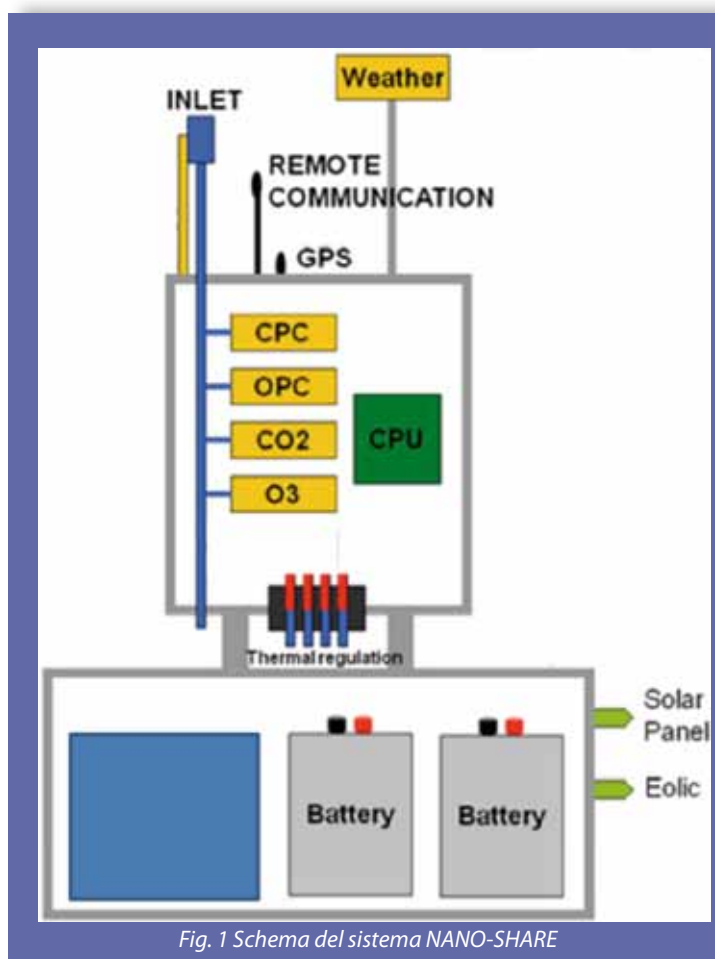 Weather
INLET
REMOTE
COMMUNICATION
GPS
CPC
OPC
CO2
O3
CPU
Thermal regulation
Solar
Panel
Eolic
Battery
Battery
Fig. 1 Schema del sistema NANO-SHARE